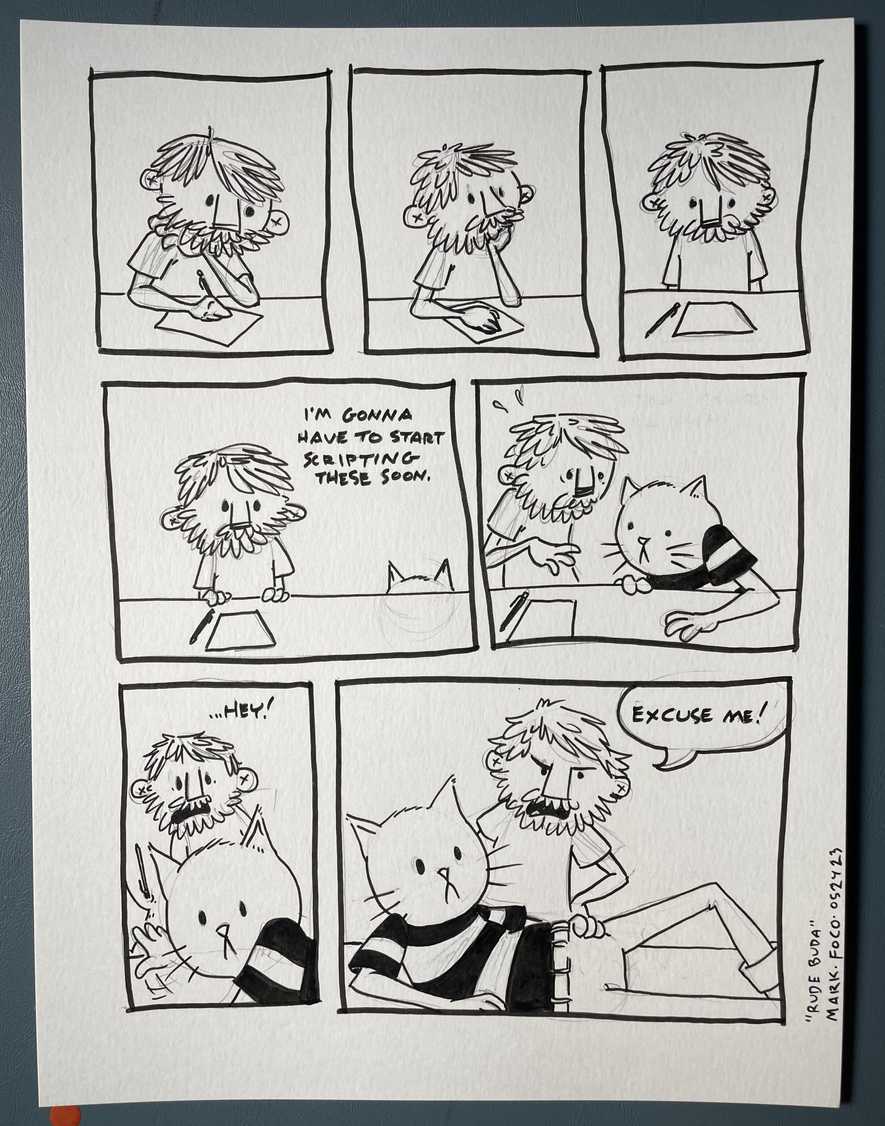 I'M GONNA
HAVE TO START
SCRIPTING
THESE SOON.
...HEY!
EXCUSE ME!
"RUDE BUDA"
MARK. FOCO. 052423